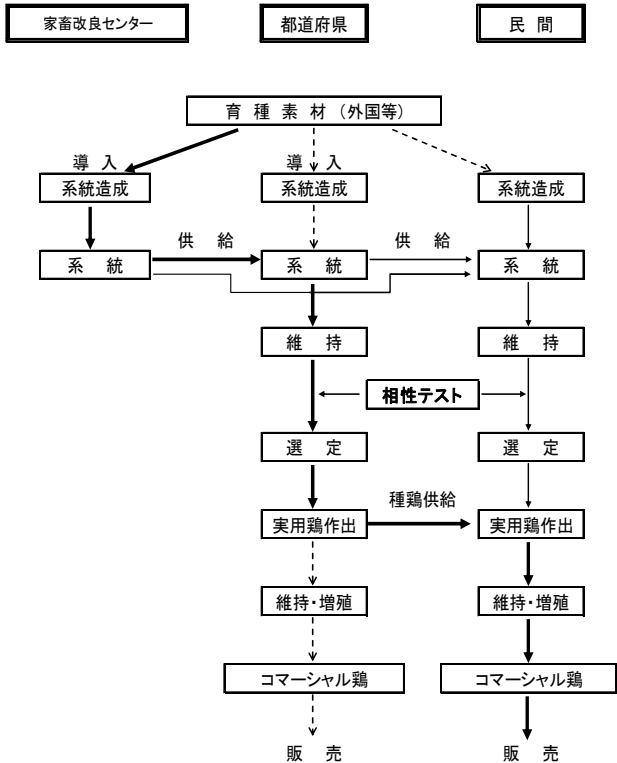 家畜改良センター
都道府県
民 間
育 種 素 材 （外国等）
導 入
導 入
系統造成
系統造成
系統造成
供 給
供 給
系 統
系 統
系 統
維 持
維 持
相性テスト
選 定
選 定
種鶏供給
実用鶏作出
実用鶏作出
維持・増殖
維持・増殖
コマーシャル鶏
コマーシャル鶏
販 売
販 売